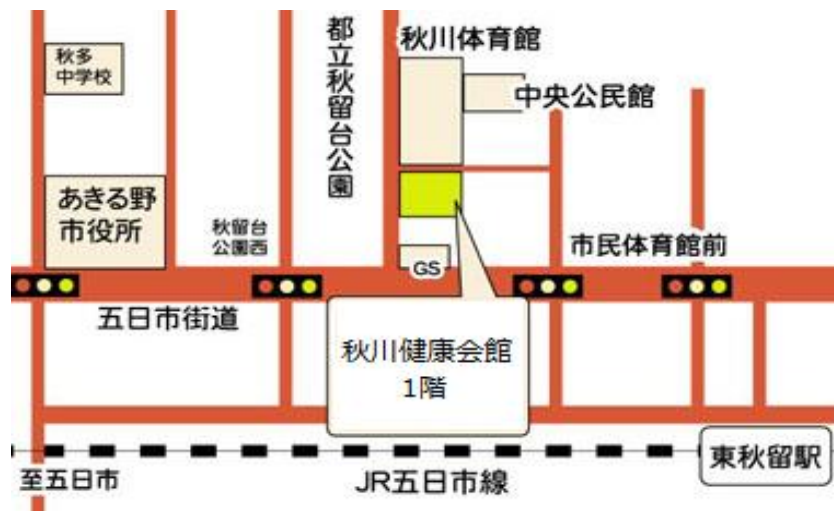 秋多
中学校
都立秋留台公園
秋川体育館
中央公民館
あきる野
市役所
秋留台
公園西
GS
市民体育館前
五日市街道
秋川健康会館
1階
東秋留駅
至五日市
JR五日市線